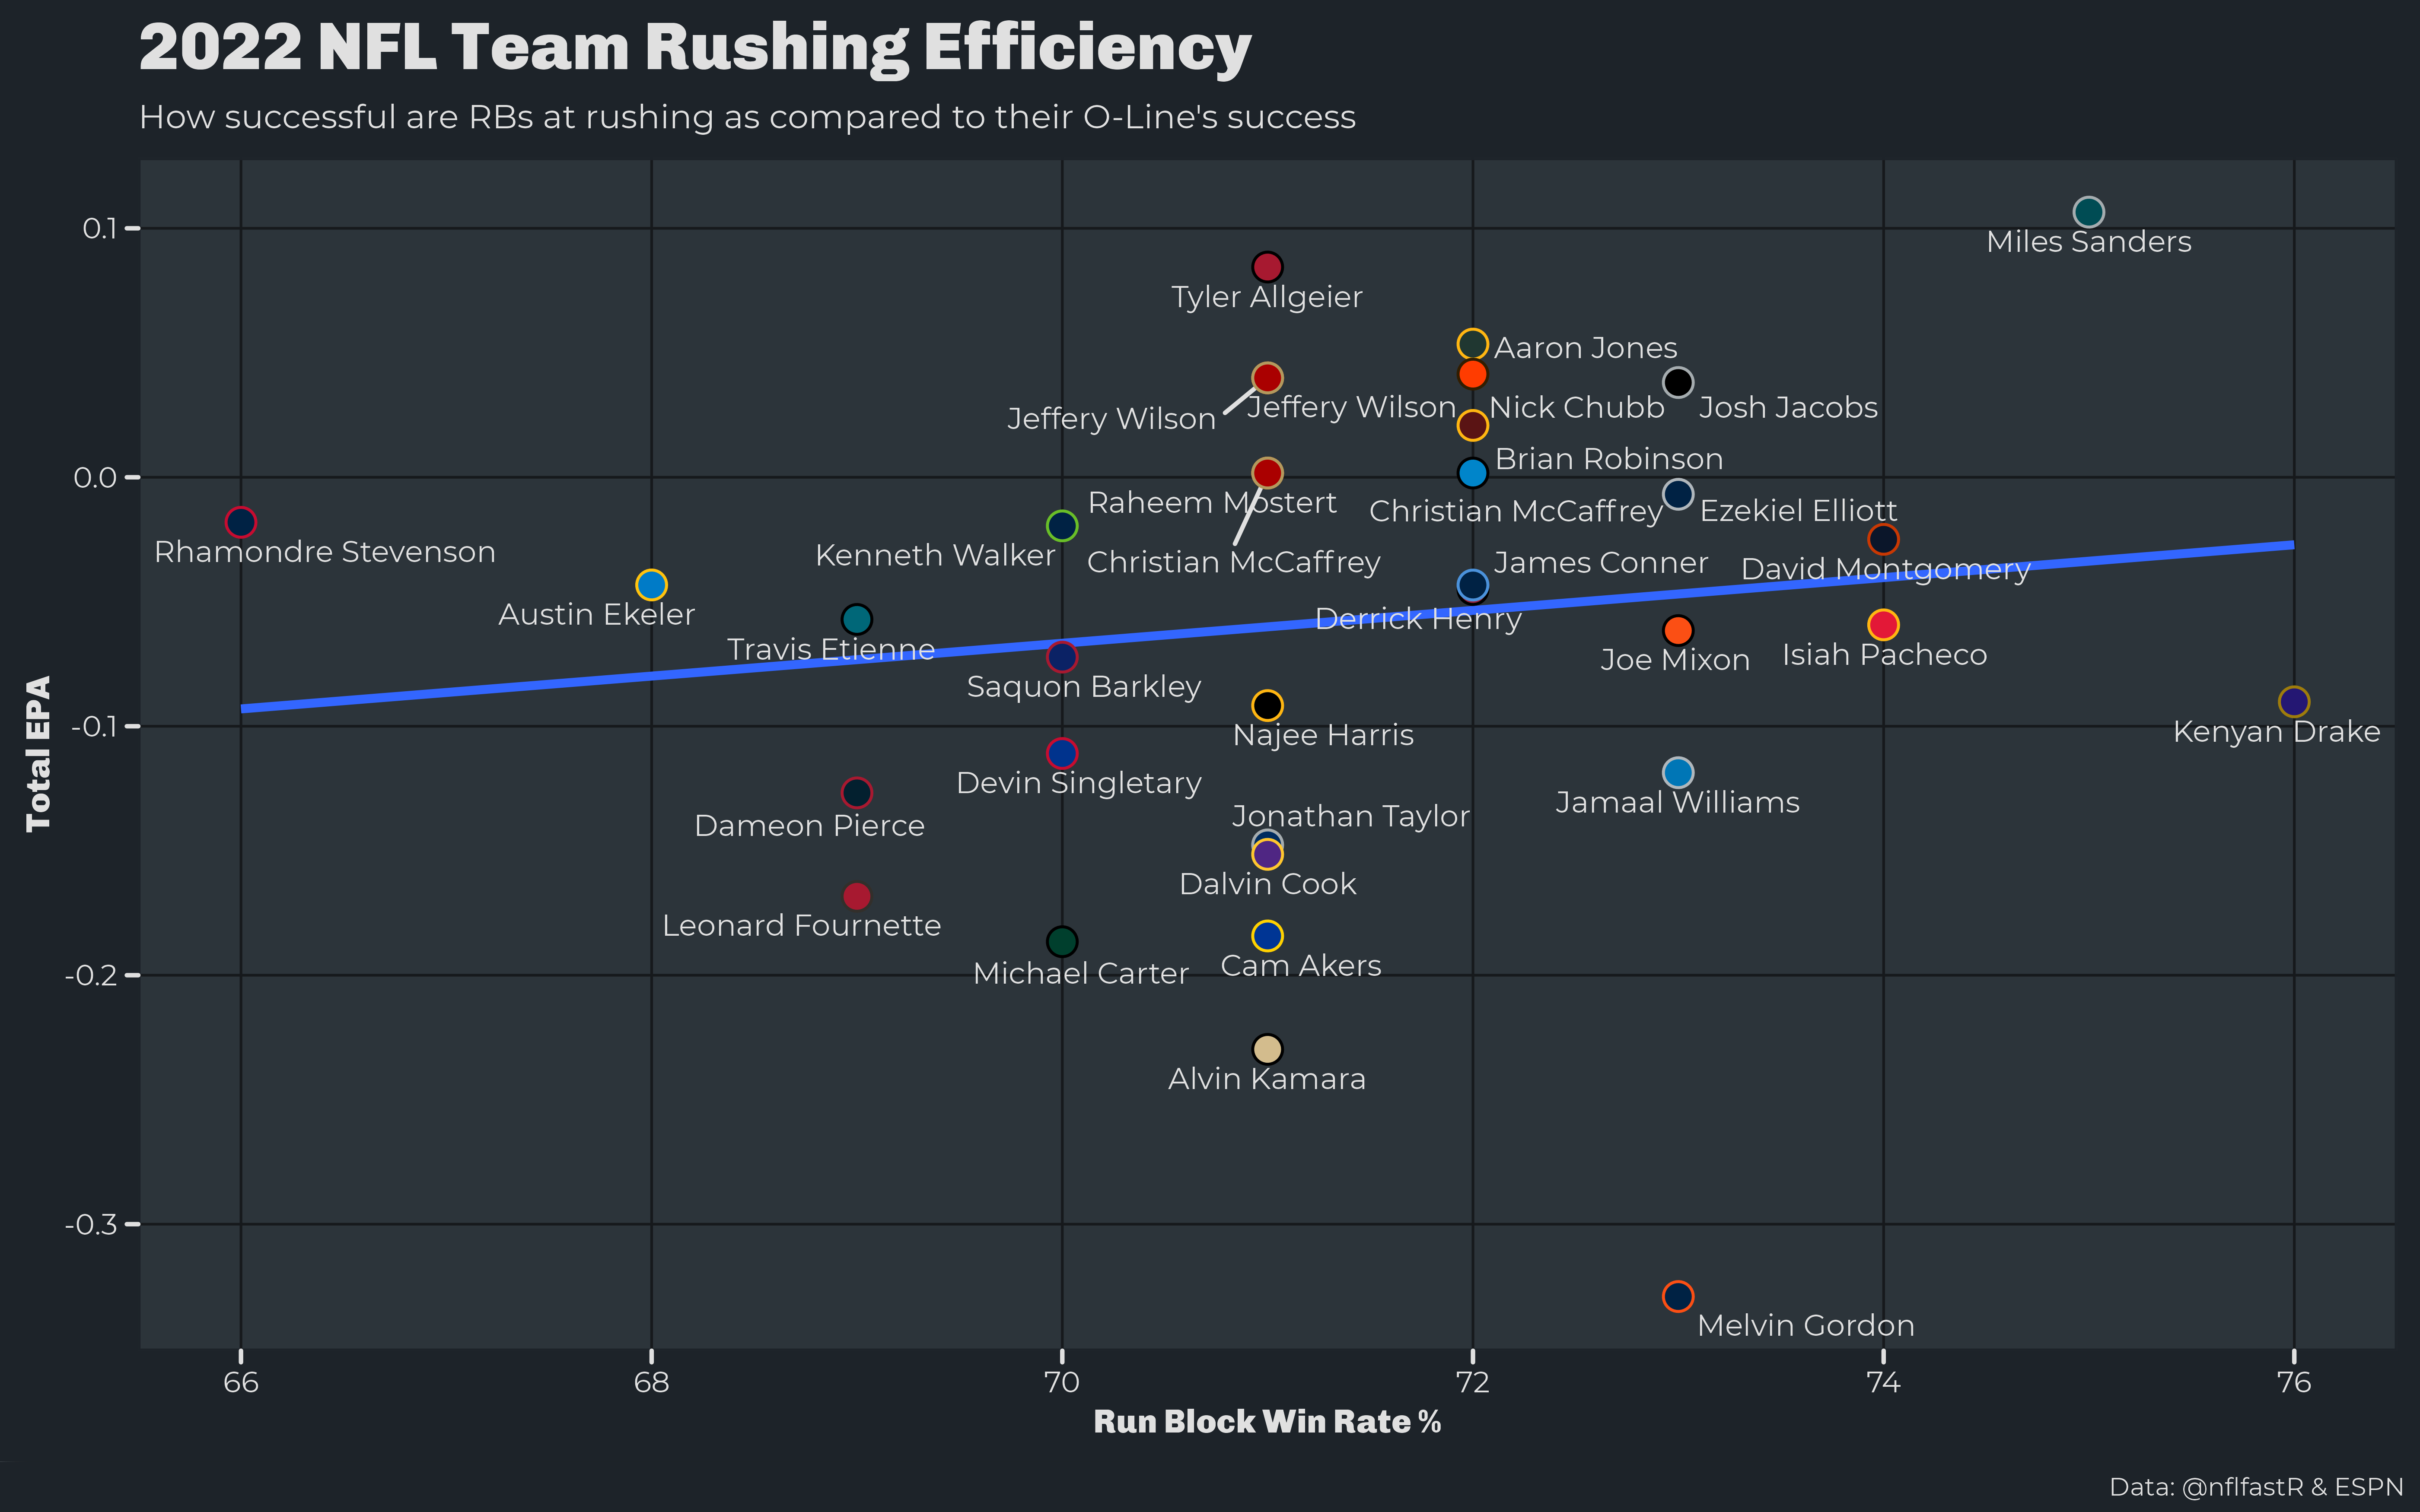 2022 NFL Team Rushing Efficiency
How successful are RBs at rushing as compared to their O-Line's success
Total EPA
0.1
0.0
-0.1
-0.2
-0.3
Miles Sanders
Tyler Allgeier
Aaron Jones
Jeffery Wilson
Jeffery Wilson
Nick Chubb
Josh Jacobs
Brian Robinson
Raheem Mostert
Christian McCaffrey
Ezekiel Elliott
Rhamondre Stevenson
Kenneth Walker
Christian McCaffrey
James Conner
David Montgomery
Austin Ekeler
Derrick Henry
Travis Etienne
Joe Mixon
Isiah Pacheco
Saquon Barkley
Najee Harris
Kenyan Drake
Devin Singletary
Jamaal Williams
Dameon Pierce
Jonathan Taylor
Dalvin Cook
Leonard Fournette
Michael Carter
Cam Akers
Alvin Kamara
Melvin Gordon
66
68
70
72
74
76
Run Block Win Rate %
Data: @nflfastR & ESPN